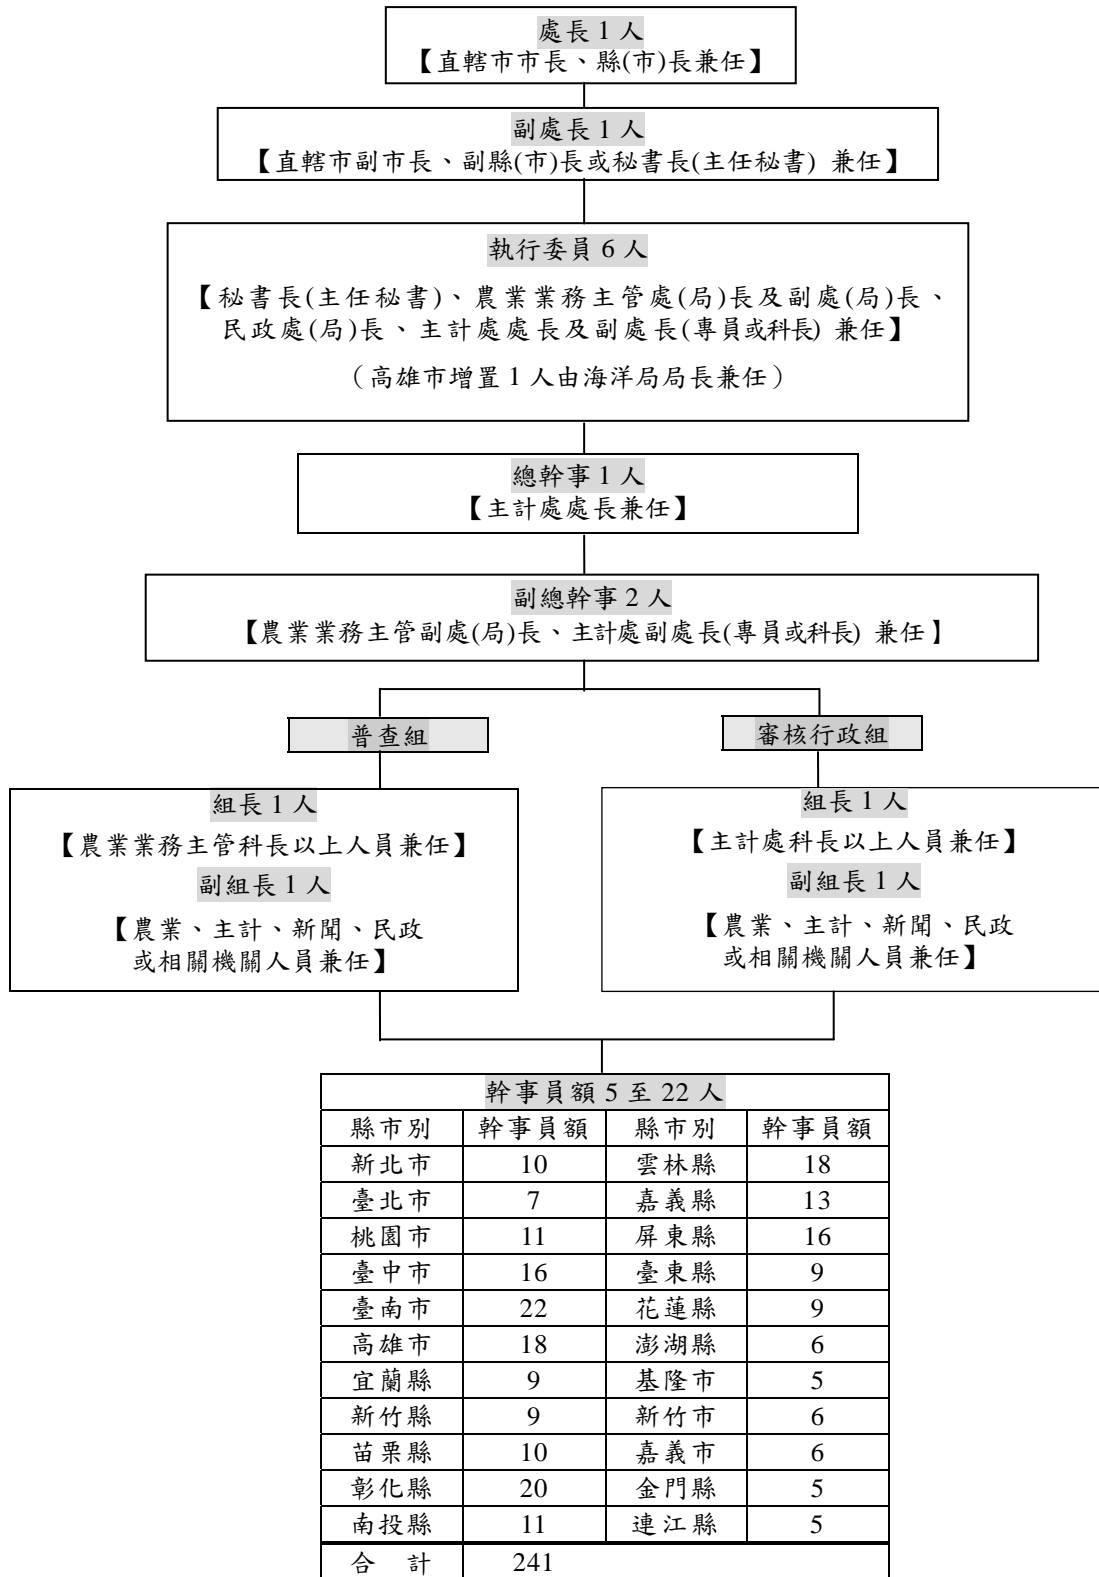 處長 1 人
【直轄市市長、縣(市)長兼任】
副處長 1 人
【直轄市副市長、副縣(市)長或秘書長(主任秘書) 兼任】
執行委員 6 人
【秘書長(主任秘書)、農業業務主管處(局)長及副處(局)長、
民政處(局)長、主計處處長及副處長(專員或科長) 兼任】
（高雄市增置 1 人由海洋局局長兼任）
總幹事 1 人
【主計處處長兼任】
副總幹事 2 人
【農業業務主管副處(局)長、主計處副處長(專員或科長) 兼任】
普查組
審核行政組
組長 1 人
【農業業務主管科長以上人員兼任】
副組長 1 人
【農業、主計、新聞、民政
或相關機關人員兼任】
組長 1 人
【主計處科長以上人員兼任】
副組長 1 人
【農業、主計、新聞、民政
或相關機關人員兼任】
幹事員額 5 至 22 人
縣市別 幹事員額 縣市別 幹事員額
新北市 10 雲林縣 18
臺北市 7 嘉義縣 13
桃園市 11 屏東縣 16
臺中市 16 臺東縣 9
臺南市 22 花蓮縣 9
高雄市 18 澎湖縣 6
宜蘭縣 9 基隆市 5
新竹縣 9 新竹市 6
苗栗縣 10 嘉義市 6
彰化縣 20 金門縣 5
南投縣 11 連江縣 5
合 計 241